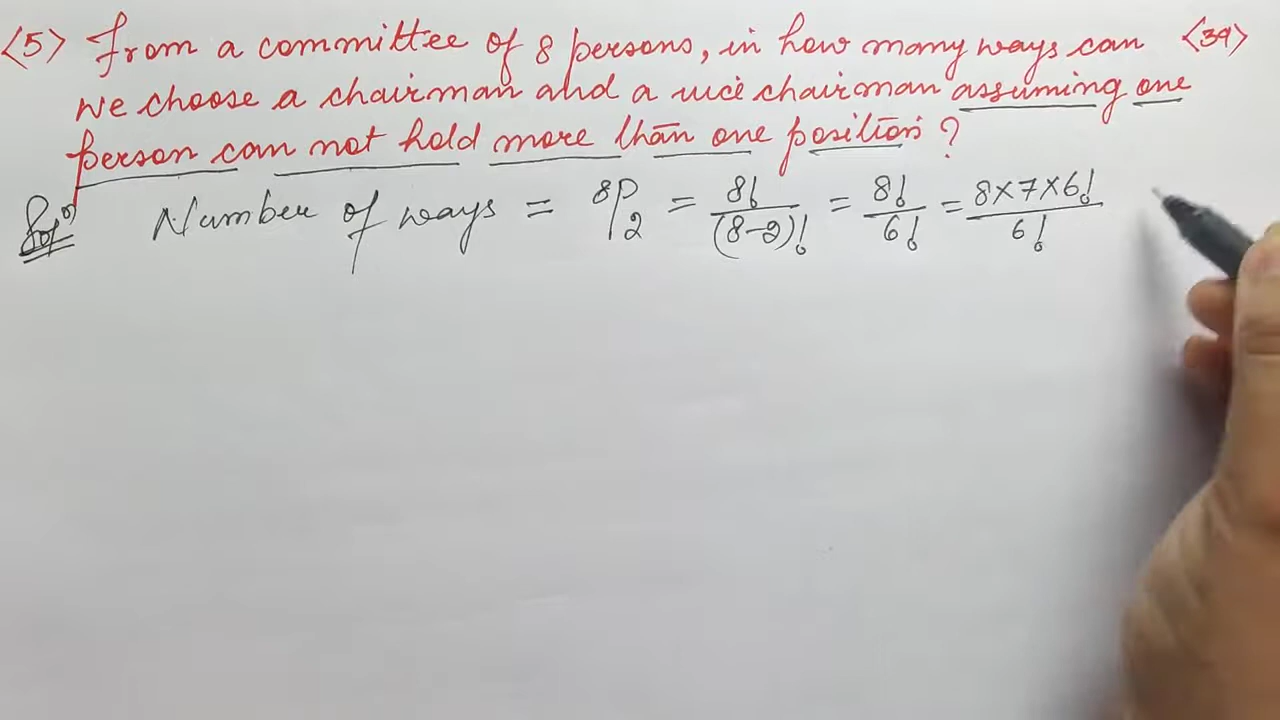 <5> From a committee of 8 persons, in how many ways can <39>
we choose a chairman and a vice chairman assuming one
person can not hold more than one position?
Solⁿ Number of ways = ⁸P₂ = 8!/(8-2)! = 8!/6! = 8×7×6!/6!